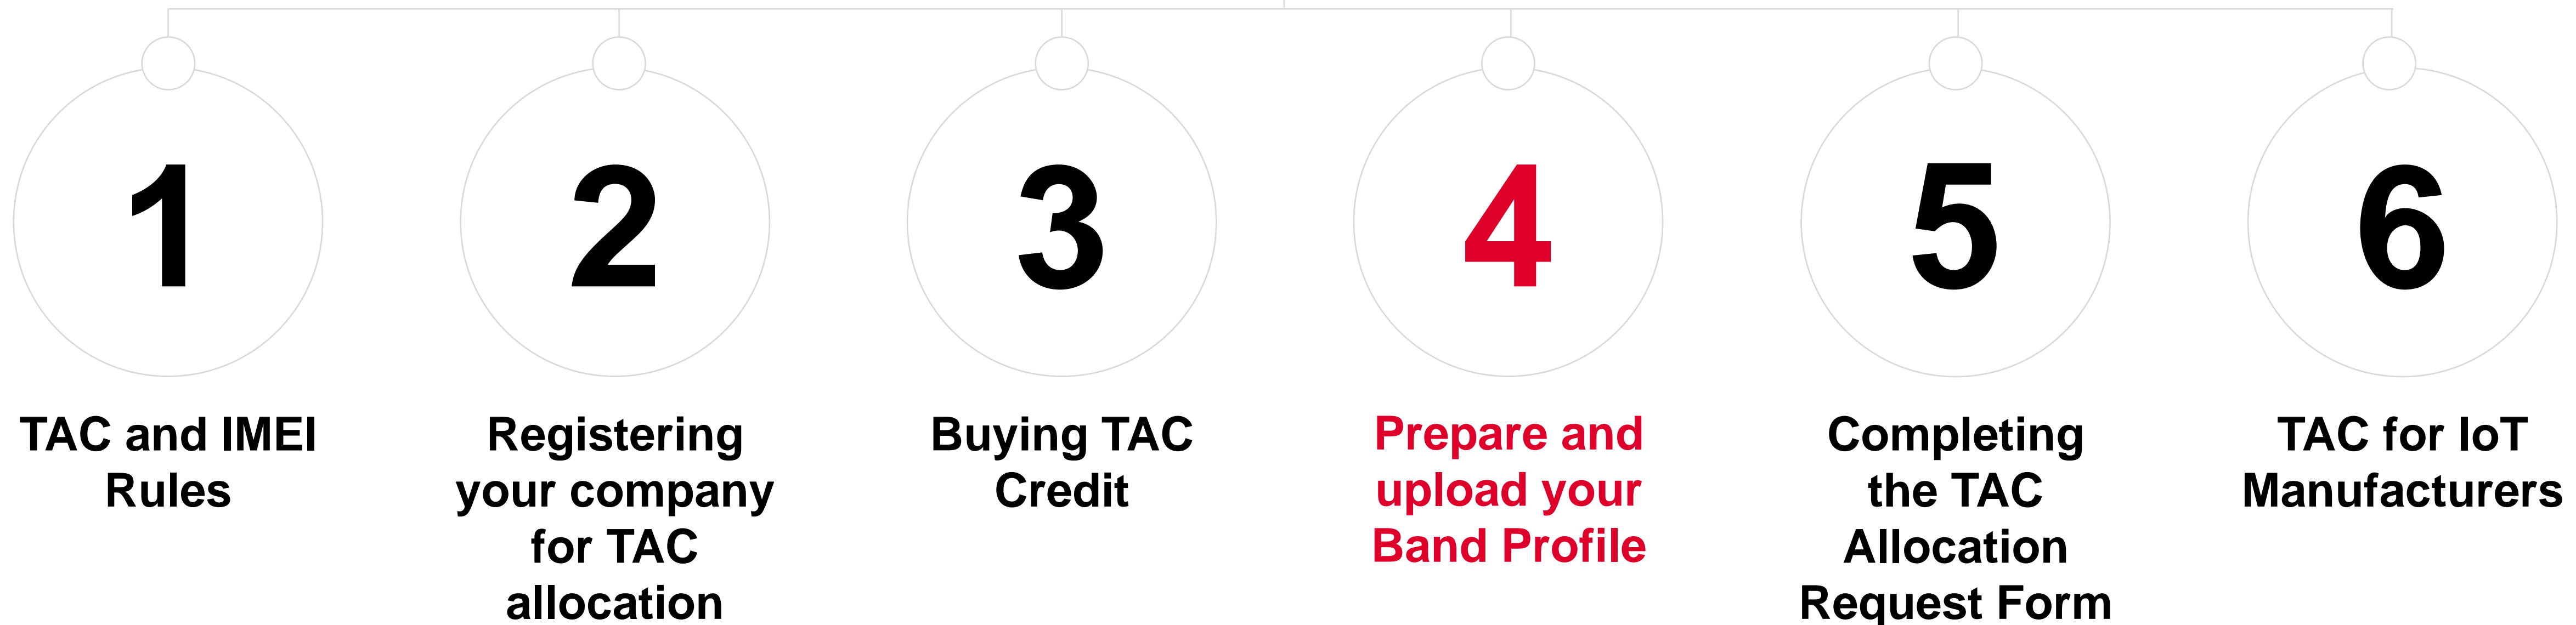 1
TAC and IMEI
Rules
2
Registering
your company
for TAC
allocation
3
Buying TAC
Credit
4
Prepare and
upload your
Band Profile
5
Completing
the TAC
Allocation
Request Form
6
TAC for IoT
Manufacturers